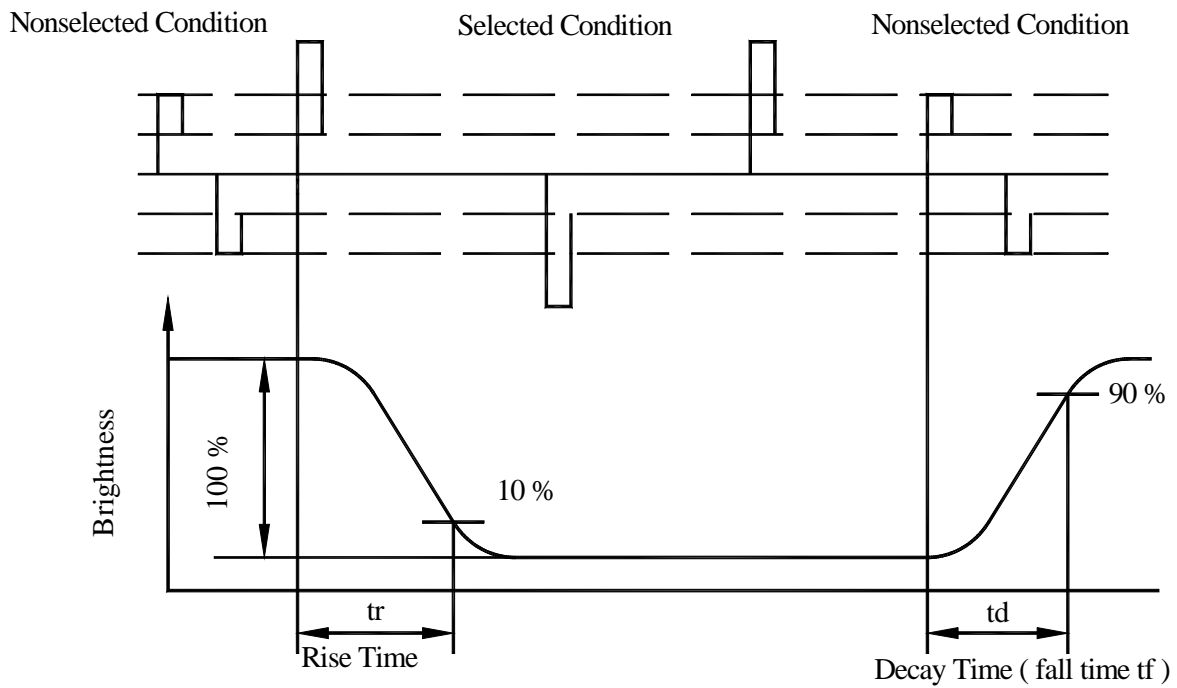 Nonselected Condition
Selected Condition
Nonselected Condition
Brightness
100 %
10 %
90 %
tr
Rise Time
td
Decay Time ( fall time tf )